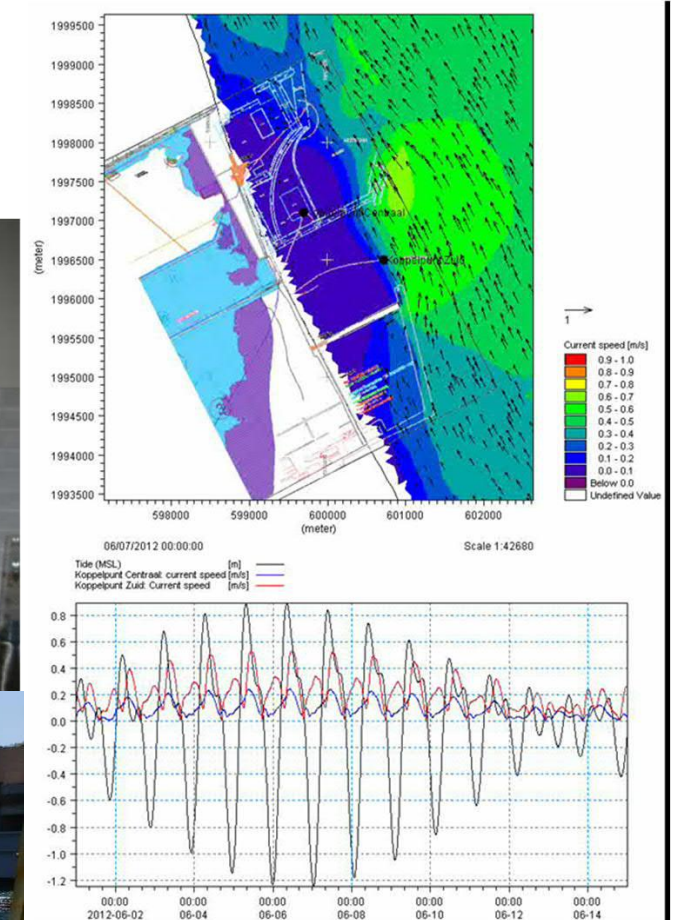 1999500
1999000
1998500
1998000
1997500
1997000
1996500
1996000
1995500
1995000
1994500
1994000
1993500
(meter)
Centraal
Koppelpunt Zuid
598000 599000 600000 601000 602000
(meter)
1
Current speed [m/s]
0.9 - 1.0
0.8 - 0.9
0.7 - 0.8
0.6 - 0.7
0.5 - 0.6
0.4 - 0.5
0.3 - 0.4
0.2 - 0.3
0.1 - 0.2
0.0 - 0.1
Below 0.0
Undefined Value
06/07/2012 00:00:00 Scale 1:42680
Tide (MSL) [m]
Koppelpunt Centraal: current speed [m/s]
Koppelpunt Zuid: Current speed [m/s]
0.8
0.6
0.4
0.2
0.0
-0.2
-0.4
-0.6
-0.8
-1.0
-1.2
00:00 00:00 00:00 00:00 00:00 00:00 00:00
2012-06-02 06-04 06-06 06-08 06-10 06-12 06-14